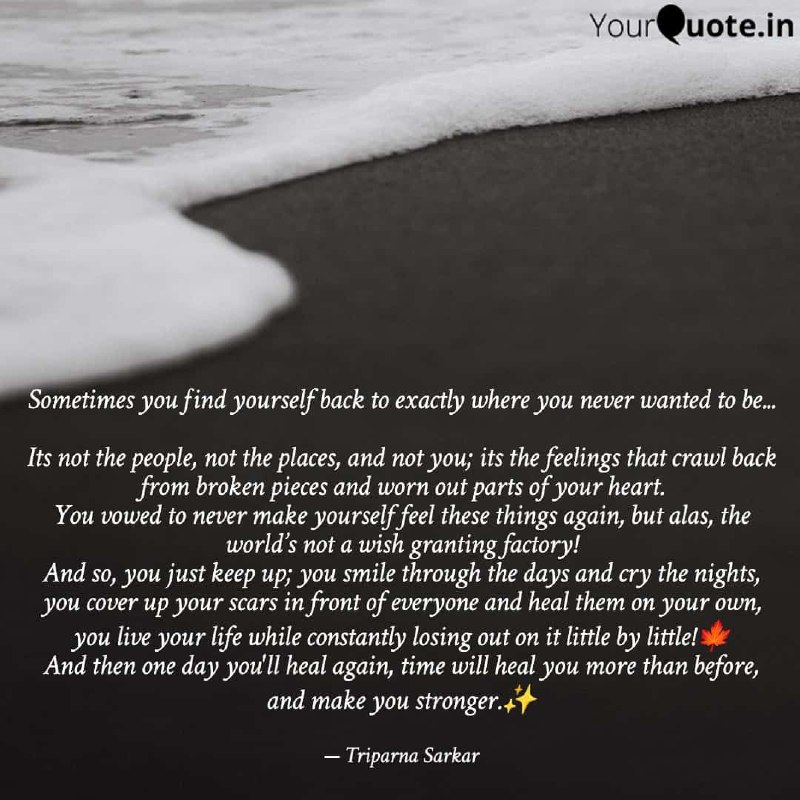 YourQuote.in
Sometimes you find yourself back to exactly where you never wanted to be...
Its not the people, not the places, and not you; its the feelings that crawl back
from broken pieces and worn out parts of your heart.
You vowed to never make yourself feel these things again, but alas, the
world’s not a wish granting factory!
And so, you just keep up; you smile through the days and cry the nights,
you cover up your scars in front of everyone and heal them on your own,
you live your life while constantly losing out on it little by little!🍁
And then one day you'll heal again, time will heal you more than before,
and make you stronger.✨
— Triparna Sarkar